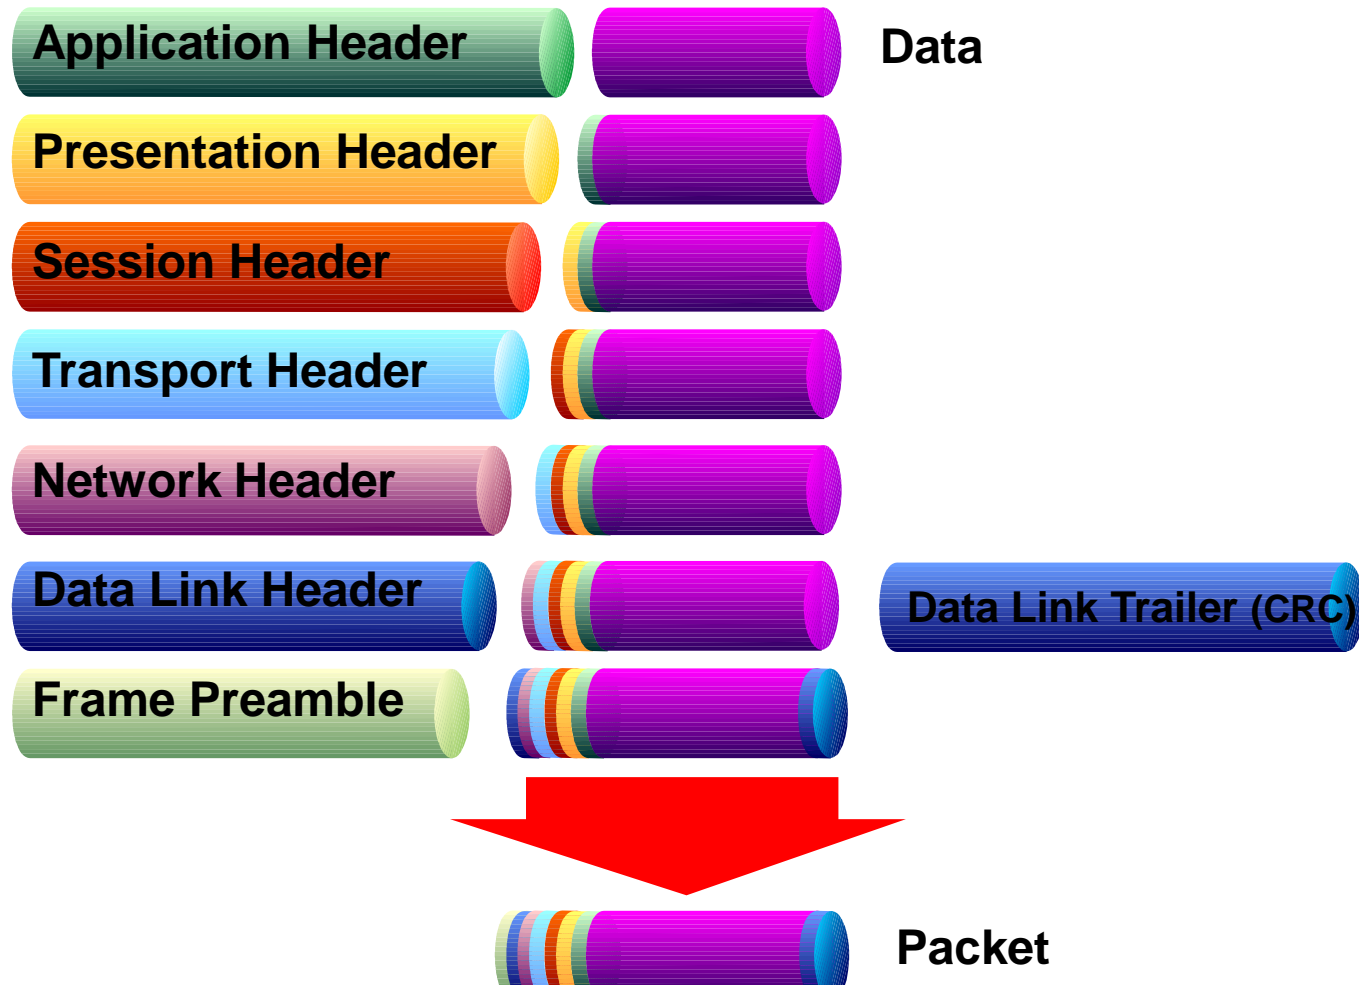 Application Header
Data
Presentation Header
Session Header
Transport Header
Network Header
Data Link Header
Data Link Trailer (CRC)
Frame Preamble
Packet